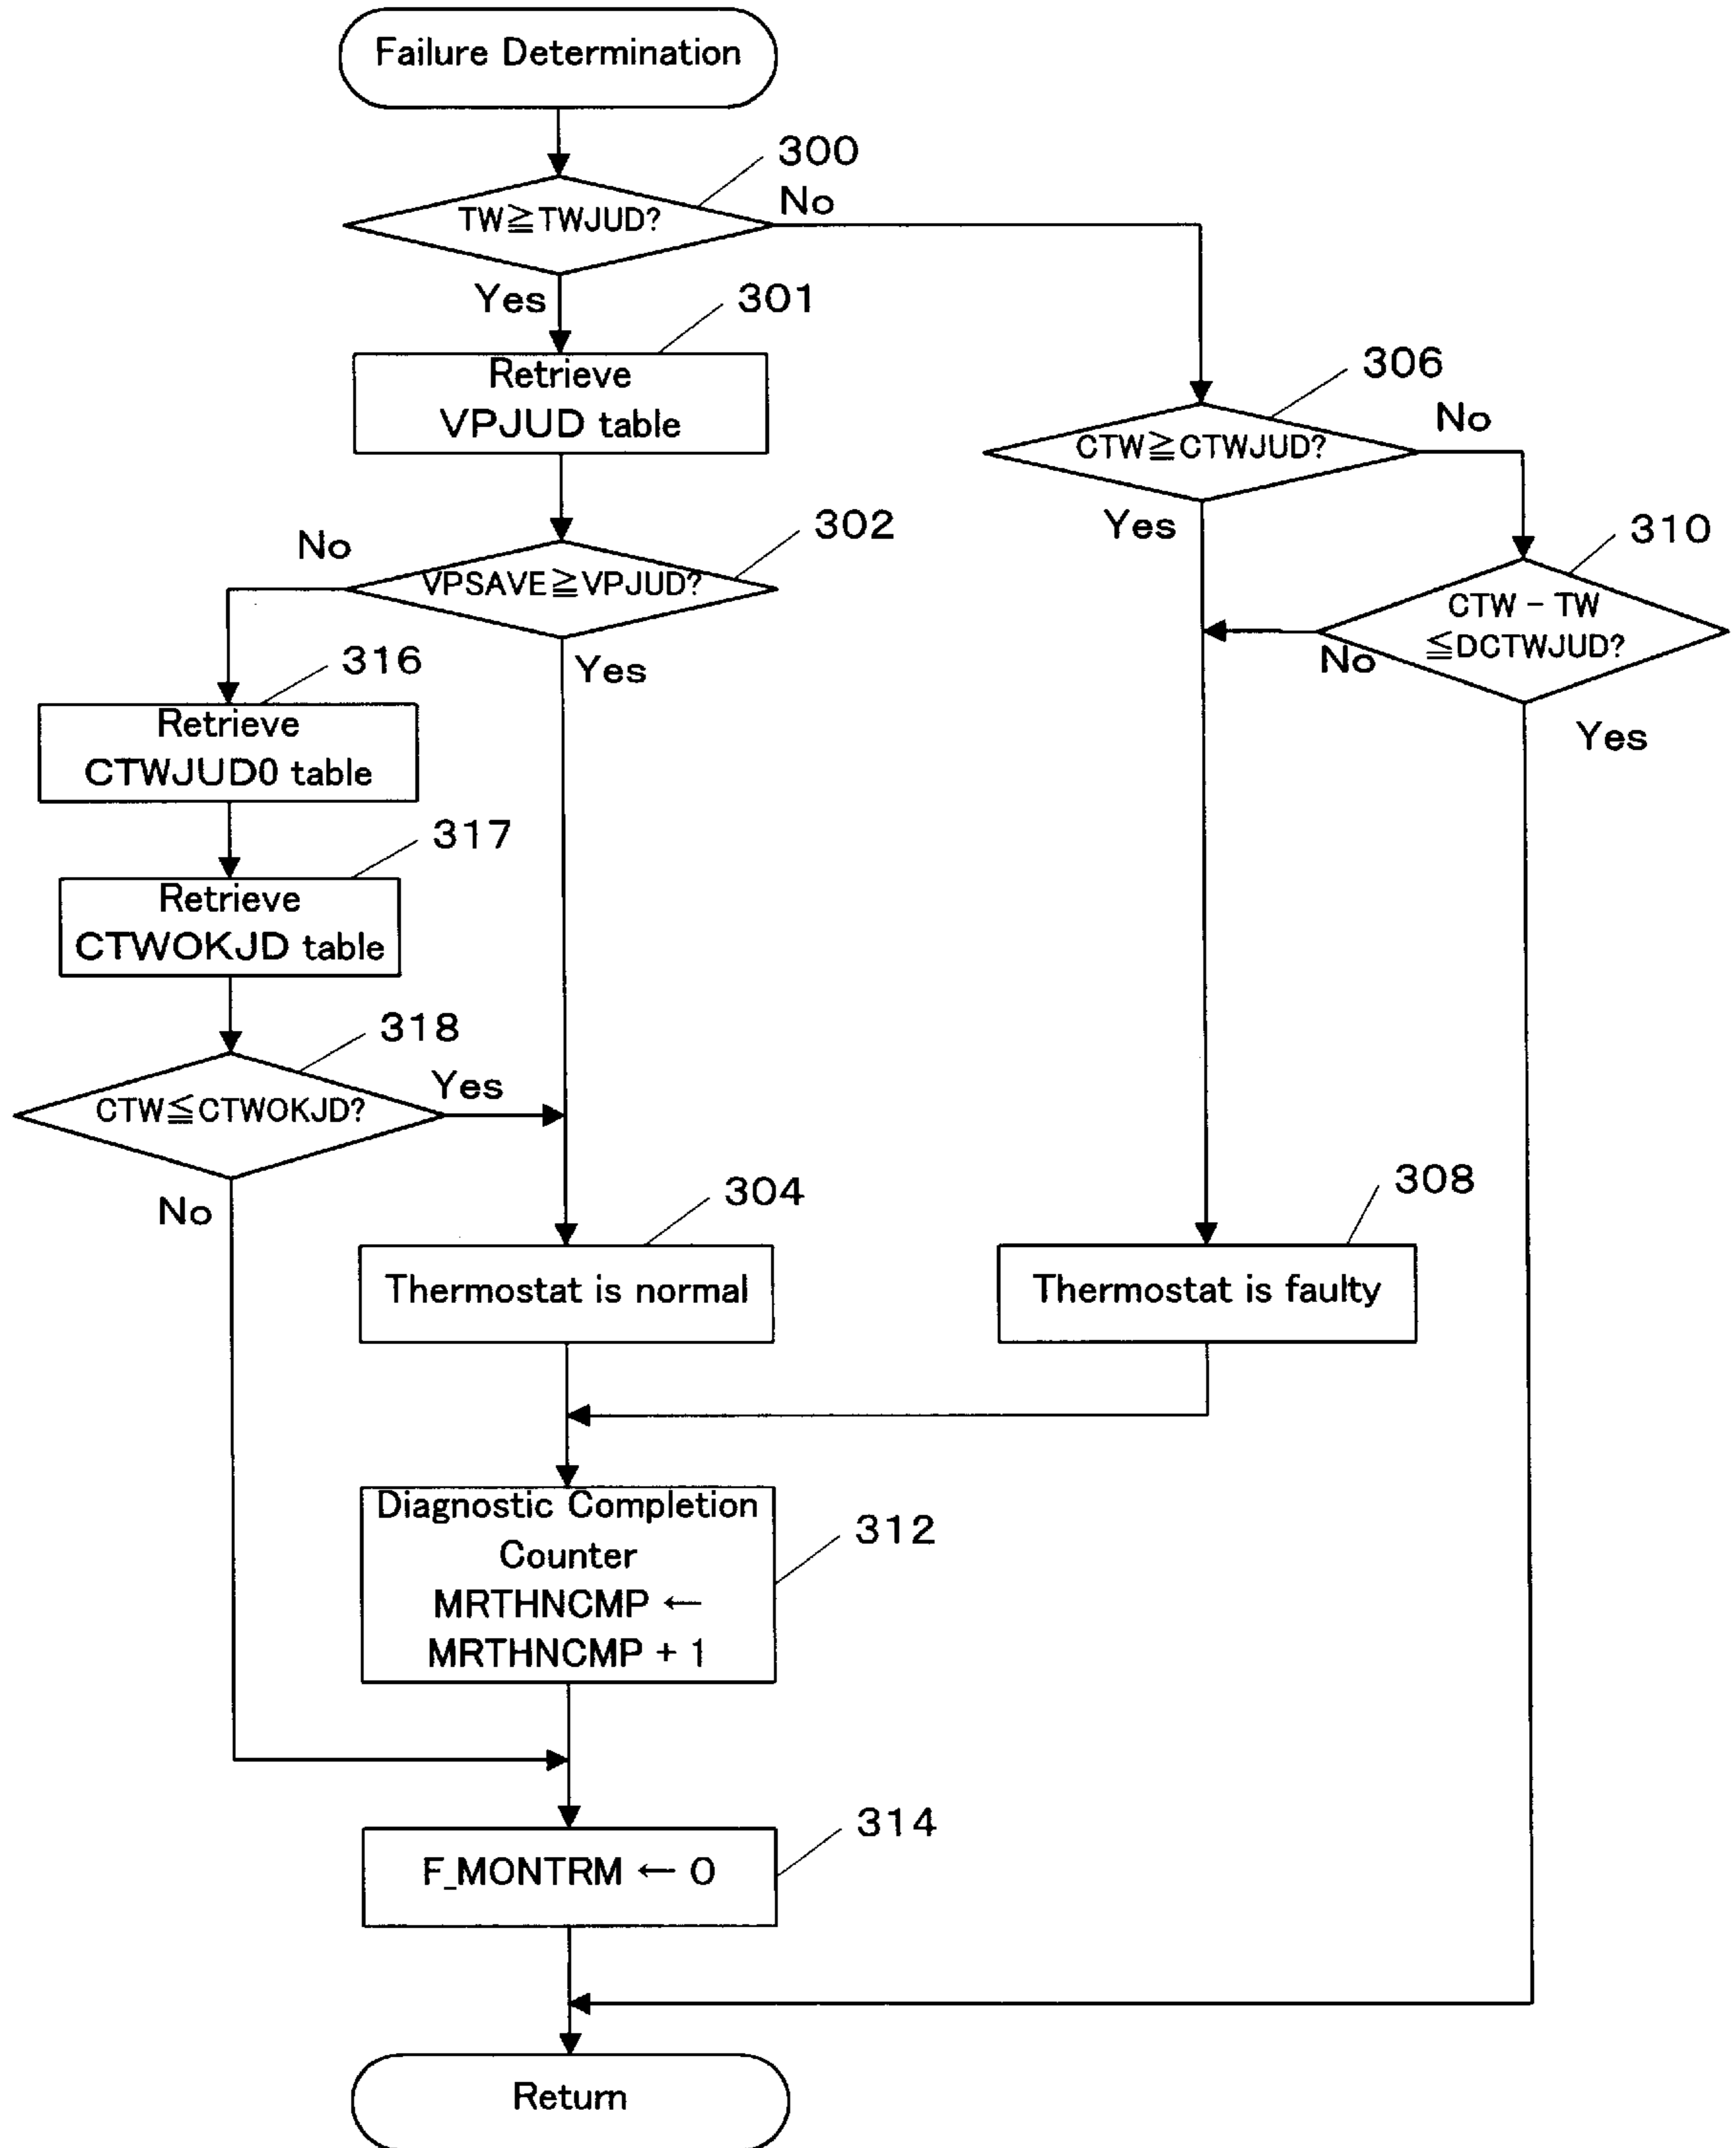 Failure Determination
300
TW≧TWJUD?
No
Yes
301
Retrieve
VPJUD table
306
CTW≧CTWJUD?
No
Yes
302
No
VPSAVE≧VPJUD?
Yes
310
CTW - TW
≦DCTWJUD?
No
Yes
316
Retrieve
CTWJUD0 table
317
Retrieve
CTWOKJD table
318
CTW≦CTWOKJD?
Yes
No
304
Thermostat is normal
308
Thermostat is faulty
Diagnostic Completion
Counter
MRTHNCMP ←
MRTHNCMP + 1
312
314
F_MONTRM ← 0
Return